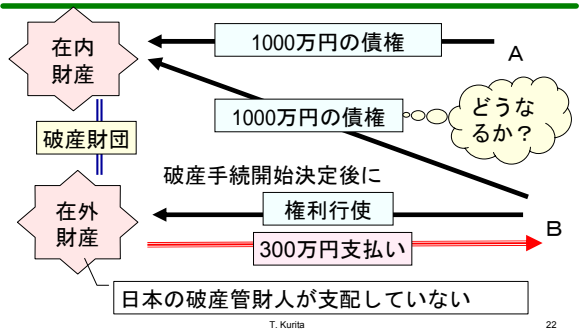 在内
財産
1000万円の債権
A
1000万円の債権
どうな
るか？
破産財団
破産手続開始決定後に
在外
財産
権利行使
B
300万円支払い
日本の破産管財人が支配していない
T. Kurita
22